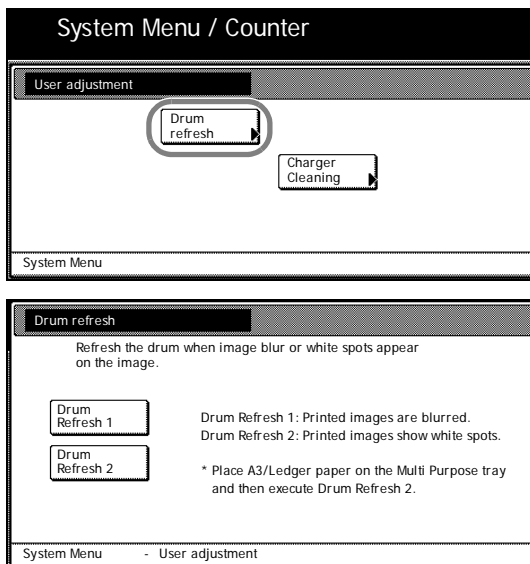 System Menu / Counter
User adjustment
Drum
refresh
Charger
Cleaning
System Menu
Drum refresh
Refresh the drum when image blur or white spots appear
on the image.
Drum
Refresh 1
Drum Refresh 1: Printed images are blurred.
Drum Refresh 2: Printed images show white spots.
Drum
Refresh 2
* Place A3/Ledger paper on the Multi Purpose tray
and then execute Drum Refresh 2.
System Menu - User adjustment